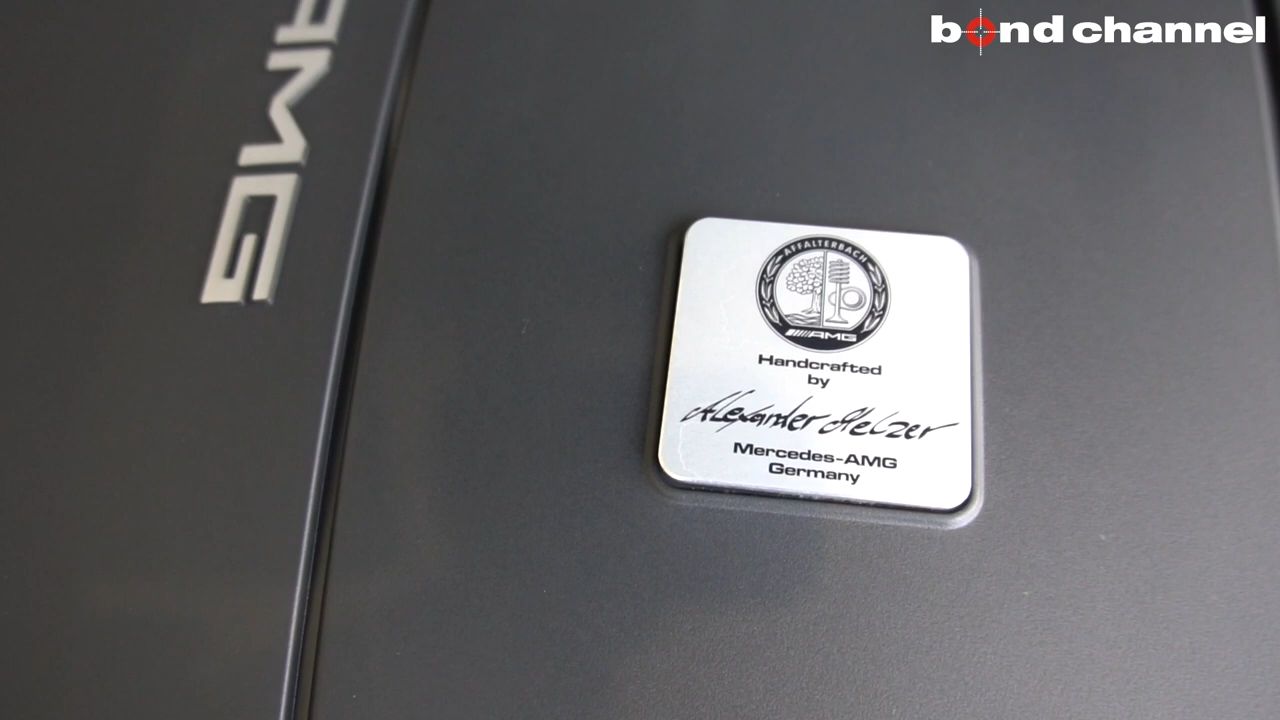 bond channel
AMG
AFFALTERBACH
AMG
Handcrafted
by
Alexander Melzer
Mercedes-AMG
Germany